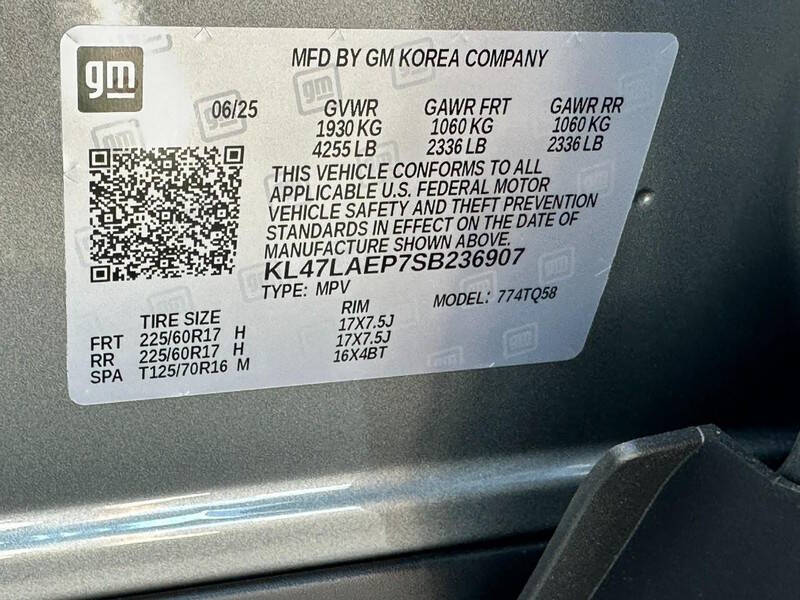 gm
MFD BY GM KOREA COMPANY
06/25 GVWR GAWR FRT GAWR RR
1930 KG 1060 KG 1060 KG
4255 LB 2336 LB 2336 LB
THIS VEHICLE CONFORMS TO ALL
APPLICABLE U.S. FEDERAL MOTOR
VEHICLE SAFETY AND THEFT PREVENTION
STANDARDS IN EFFECT ON THE DATE OF
MANUFACTURE SHOWN ABOVE.
KL47LAEP7SB236907
TYPE: MPV MODEL: 774TQ58
TIRE SIZE RIM
FRT 225/60R17 H 17X7.5J
RR 225/60R17 H 17X7.5J
SPA T125/70R16 M 16X4BT